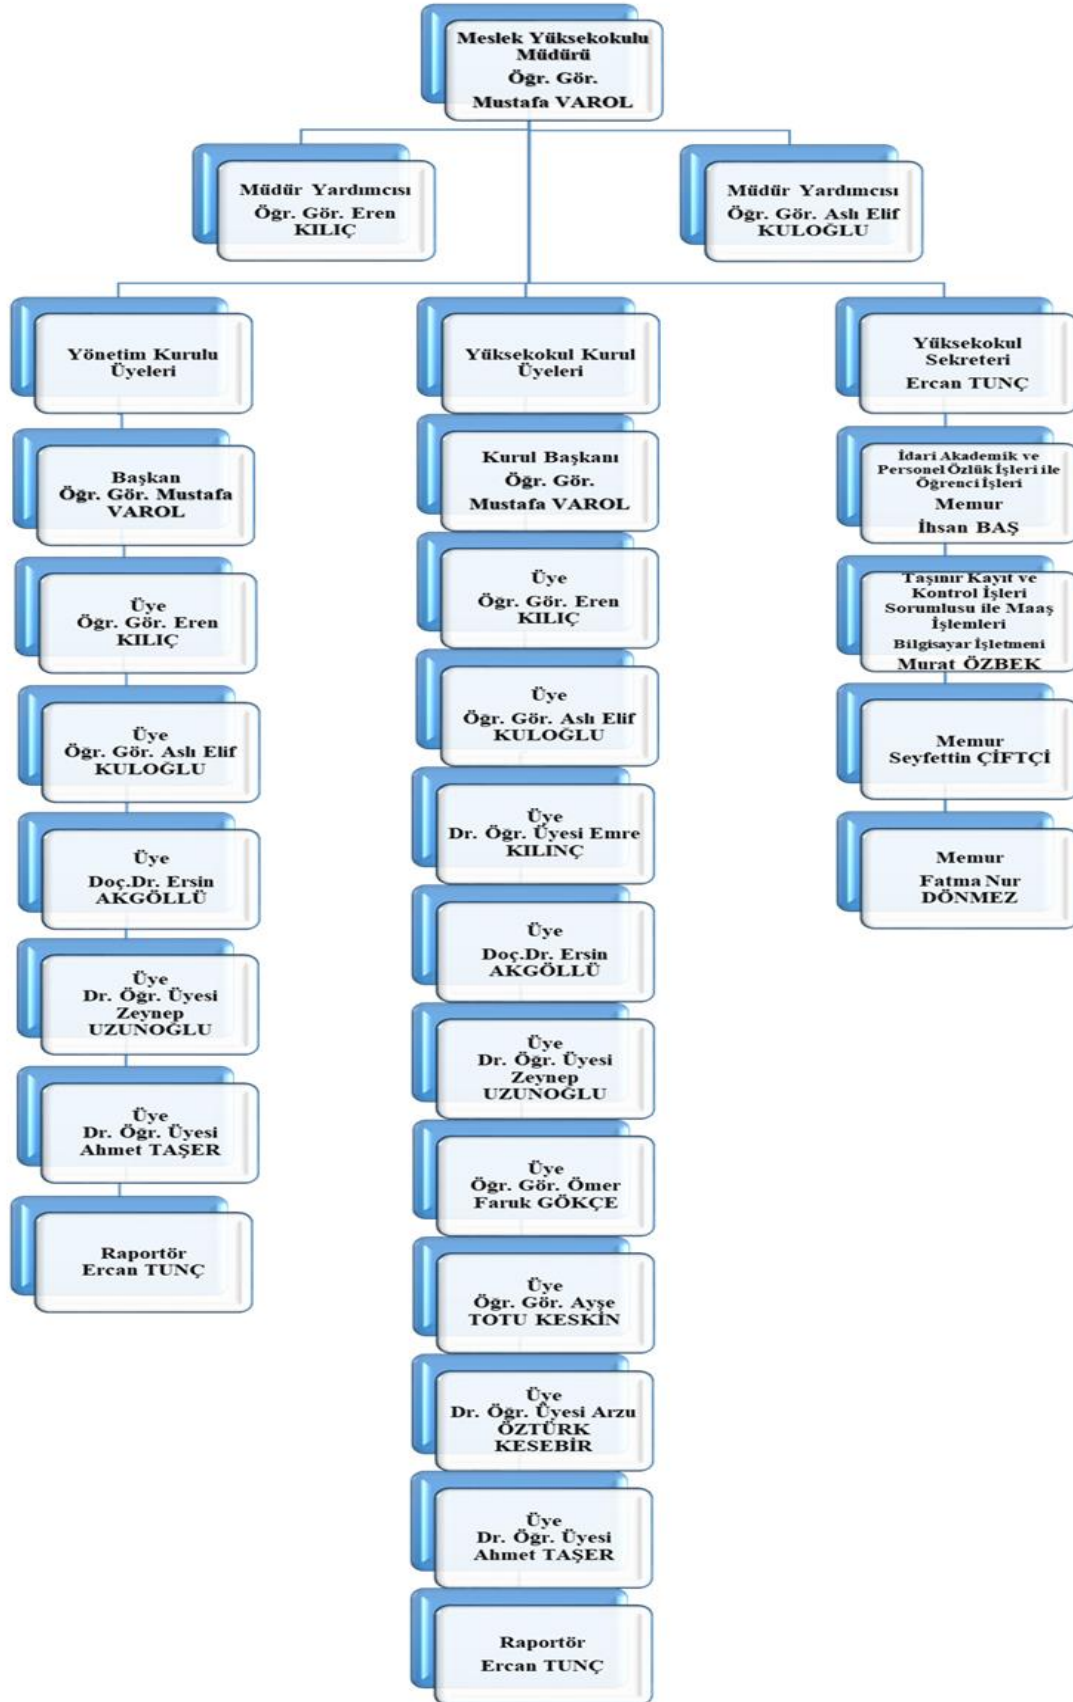 Meslek Yüksekokulu
Müdürü
Öğr. Gör.
Mustafa VAROL
Müdür Yardımcısı
Öğr. Gör. Eren
KILIÇ
Müdür Yardımcısı
Öğr. Gör. Aslı Elif
KULOĞLU
Yönetim Kurulu
Üyeleri
Başkan
Öğr. Gör. Mustafa
VAROL
Üye
Öğr. Gör. Eren
KILIÇ
Üye
Öğr. Gör. Aslı Elif
KULOĞLU
Üye
Doç.Dr. Ersin
AKGÖLLÜ
Üye
Dr. Öğr. Üyesi
Zeynep
UZUNOĞLU
Üye
Dr. Öğr. Üyesi
Ahmet TAŞER
Raportör
Ercan TUNÇ
Yüksekokul Kurul
Üyeleri
Kurul Başkanı
Öğr. Gör.
Mustafa VAROL
Üye
Öğr. Gör. Eren
KILIÇ
Üye
Öğr. Gör. Aslı Elif
KULOĞLU
Üye
Dr. Öğr. Üyesi Emre
KILINÇ
Üye
Doç.Dr. Ersin
AKGÖLLÜ
Üye
Dr. Öğr. Üyesi
Zeynep
UZUNOĞLU
Üye
Öğr. Gör. Ömer
Faruk GÖKÇE
Üye
Öğr. Gör. Ayşe
TOTU KESKİN
Üye
Dr. Öğr. Üyesi Arzu
ÖZTÜRK
KESEBİR
Üye
Dr. Öğr. Üyesi
Ahmet TAŞER
Raportör
Ercan TUNÇ
Yüksekokul
Sekreteri
Ercan TUNÇ
İdari Akademik ve
Personel Özlük İşleri ile
Öğrenci İşleri
Memur
İhsan BAŞ
Taşınır Kayıt ve
Kontrol İşleri
Sorumlusu ile Maaş
İşlemleri
Bilgisayar İşletmeni
Murat ÖZBEK
Memur
Seyfettin ÇİFTÇİ
Memur
Fatma Nur
DÖNMEZ